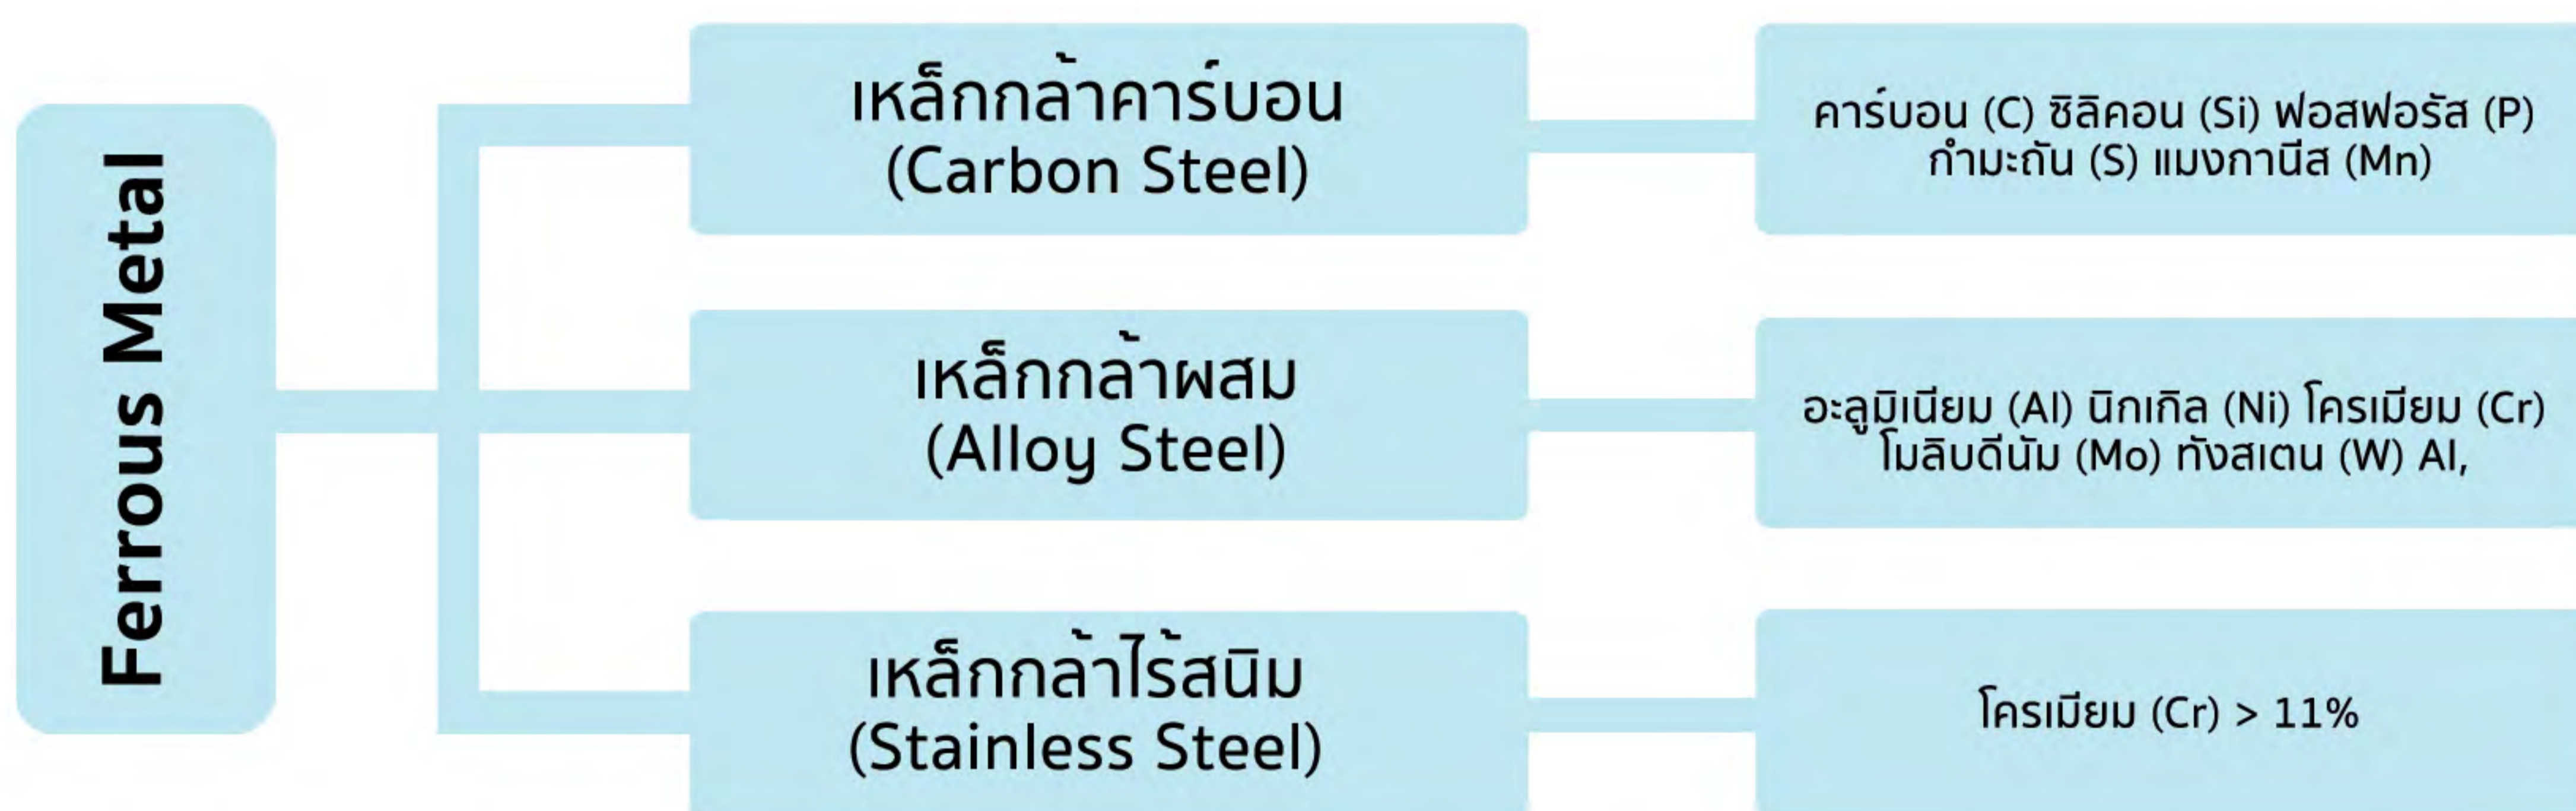 Ferrous Metal
เหล็กกล้าคาร์บอน
(Carbon Steel)
คาร์บอน (C) ซิลิคอน (Si) ฟอสฟอรัส (P)
กำมะถัน (S) แมงกานีส (Mn)
เหล็กกล้าผสม
(Alloy Steel)
อะลูมิเนียม (Al) นิกเกิล (Ni) โครเมียม (Cr)
โมลิบดีนัม (Mo) ทังสเตน (W) Al,
เหล็กกล้าไร้สนิม
(Stainless Steel)
โครเมียม (Cr) > 11%